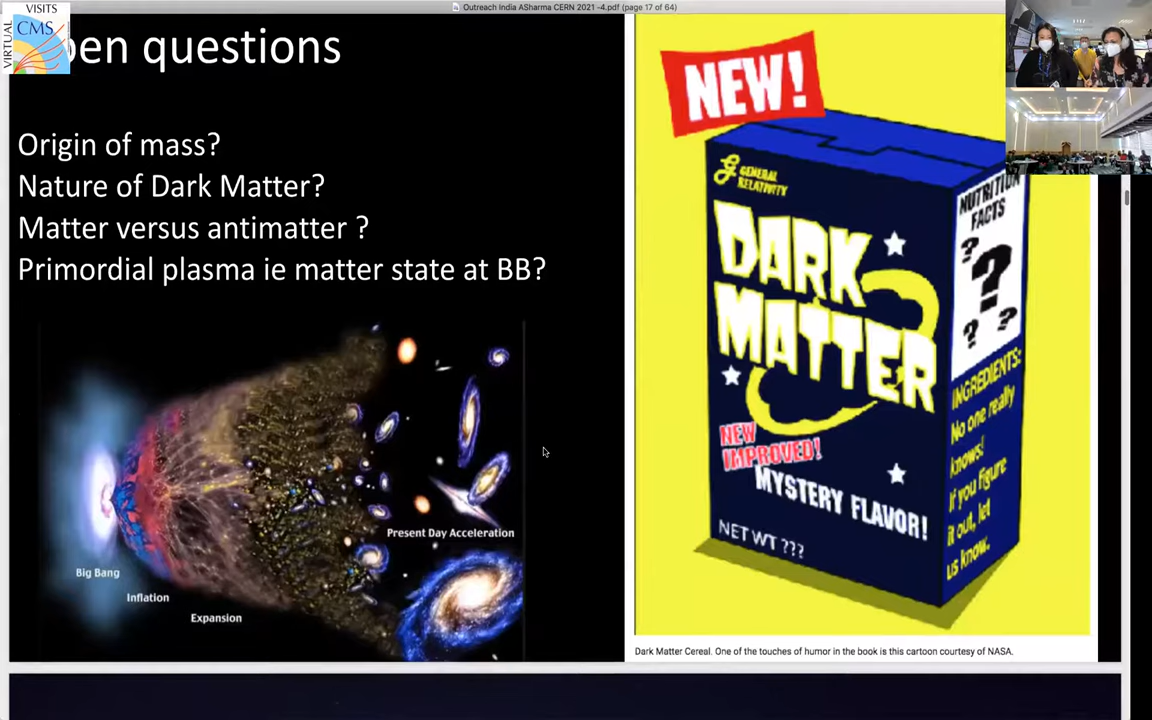 Outreach India ASharma CERN 2021 -4.pdf (page 17 of 64)
VIRTUAL
VISITS
CMS
pen questions
Origin of mass?
Nature of Dark Matter?
Matter versus antimatter ?
Primordial plasma ie matter state at BB?
Big Bang
Inflation
Expansion
Present Day Acceleration
NEW!
GENERAL
RELATIVITY
DARK
MATTER
NEW
IMPROVED!
MYSTERY FLAVOR!
NET WT ???
NUTRITION
FACTS
?
?
?
?
INGREDIENTS:
No one really
knows!
If you figure
it out, let
us know.
Dark Matter Cereal. One of the touches of humor in the book is this cartoon courtesy of NASA.